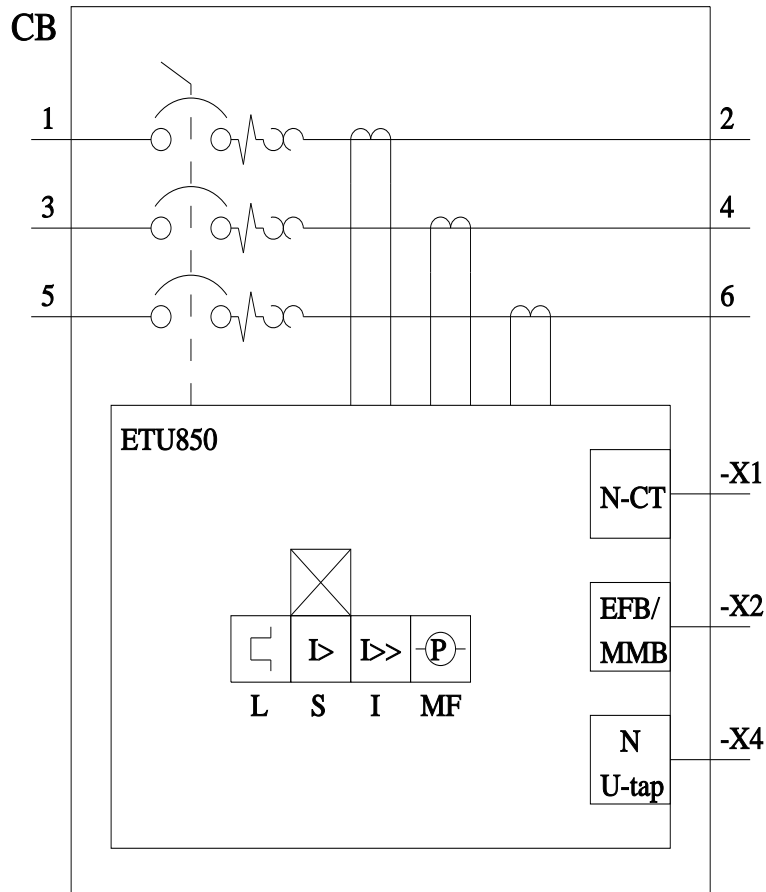 CB
1
2
3
4
5
6
ETU850
N-CT
-X1
EFB/
MMB
-X2
N
U-tap
-X4
I>
I>>
P
L
S
I
MF